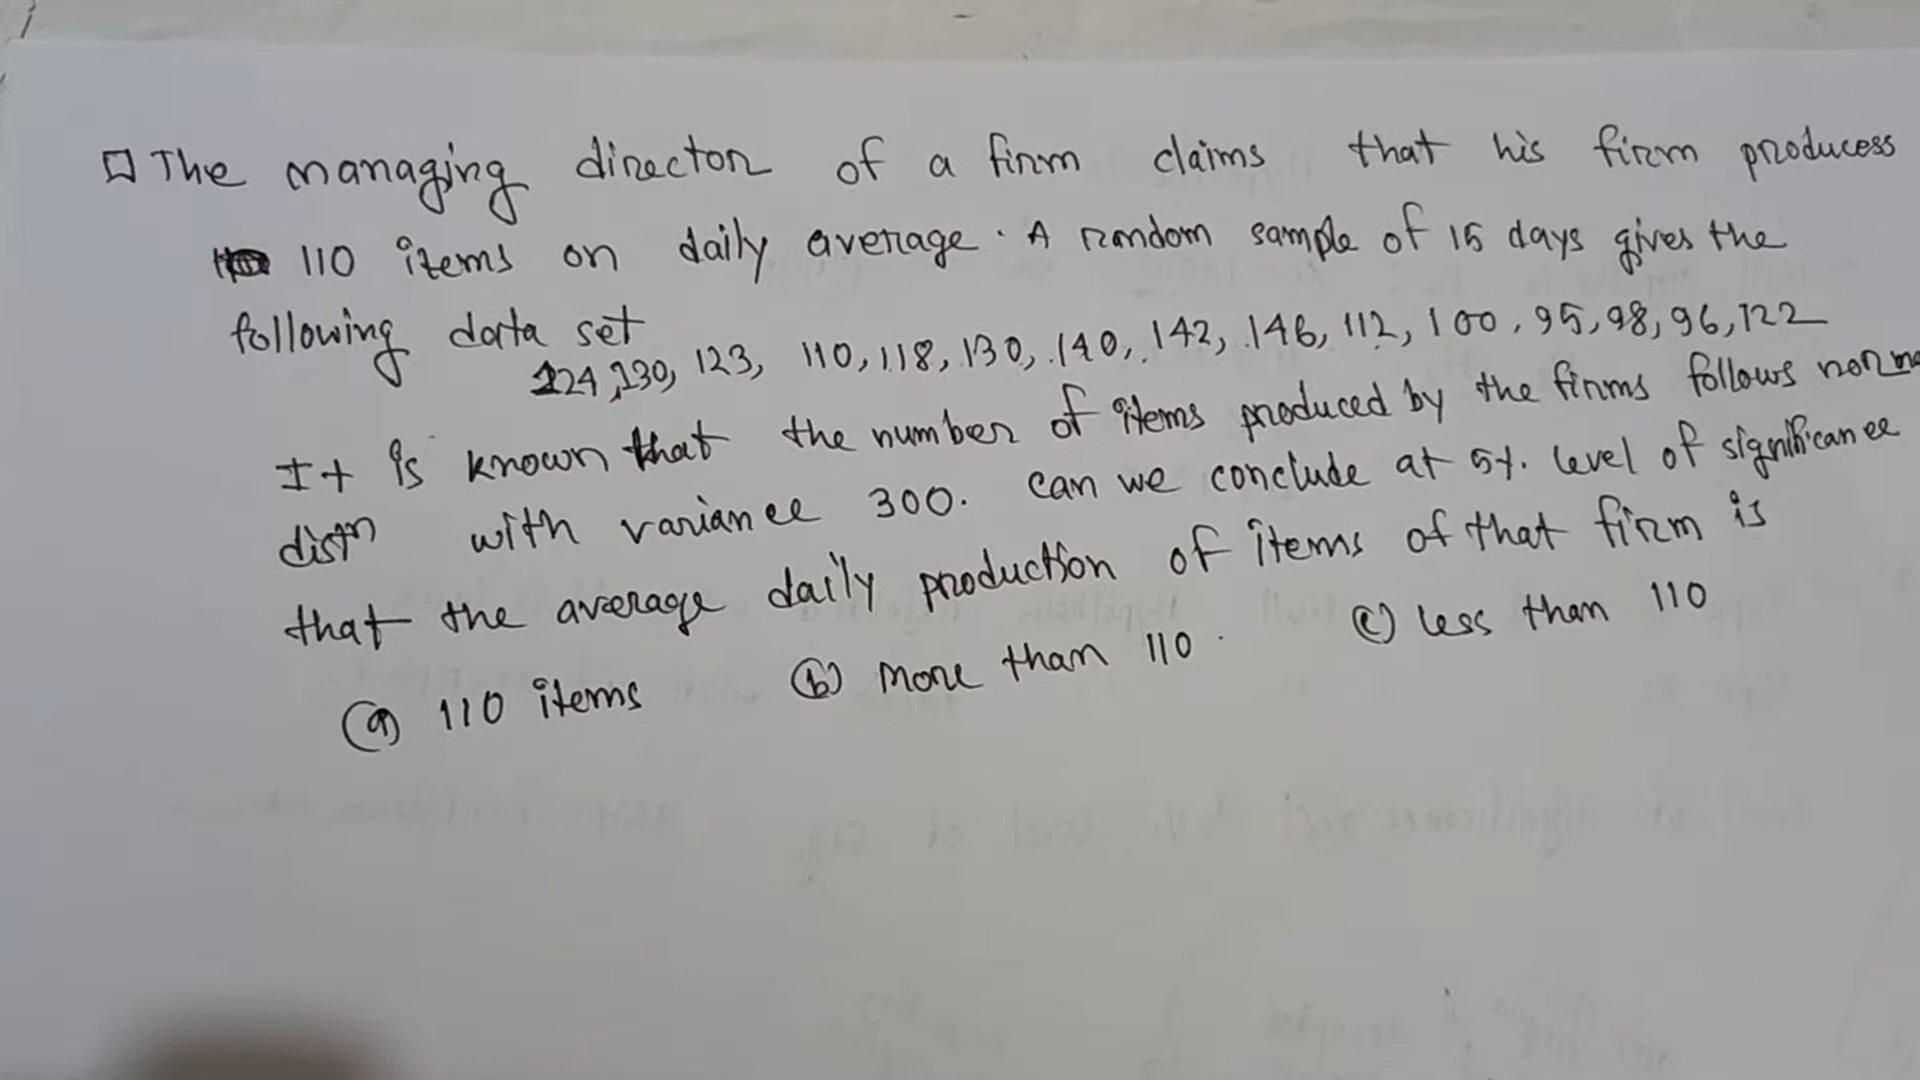 The managing director of a firm claims that his firm producess
110 items on daily average. A random sample of 15 days gives the
following data set
124, 130, 123, 110, 118, 130, 140, 142, 146, 112, 100, 95, 98, 96, 122
It is known that the number of items produced by the firms follows
distn with variance 300. can we conclude at 5%. level of significance
that the average daily production of items of that firm is
(a) 110 items (b) more than 110. (c) less than 110